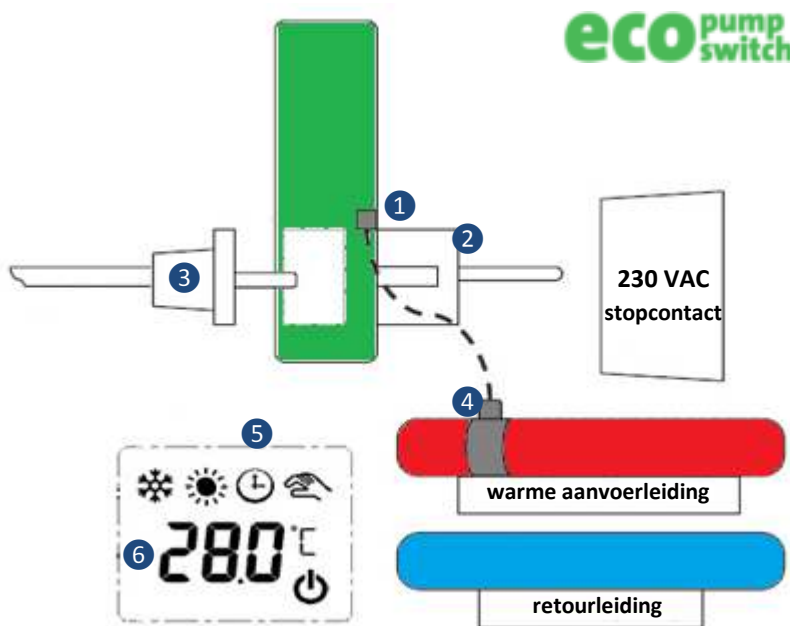 eco pump switch
1
2
3
230 VAC
stopcontact
4
5
warme aanvoerleiding
6
28.0 °C
retourleiding